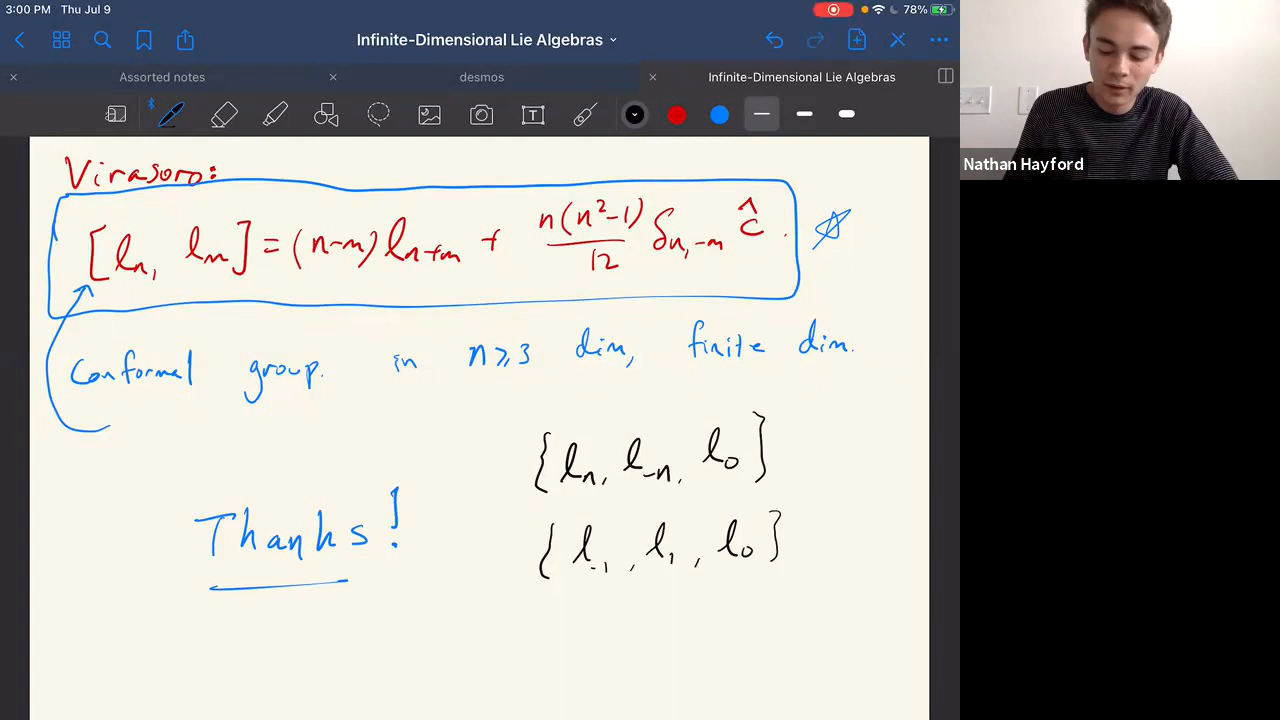 3:00 PM Thu Jul 9
78%
Infinite-Dimensional Lie Algebras
Assorted notes
desmos
Infinite-Dimensional Lie Algebras
T
Nathan Hayford
Virasoro:
[ℓn, ℓm] = (n-m) ℓn+m + n(n²-1)/12 δn,-m ĉ.
Conformal group. in n≥3 dim, finite dim.
{ℓn, ℓ-n, ℓ0}
Thanks!
{ℓ-1, ℓ1, ℓ0}